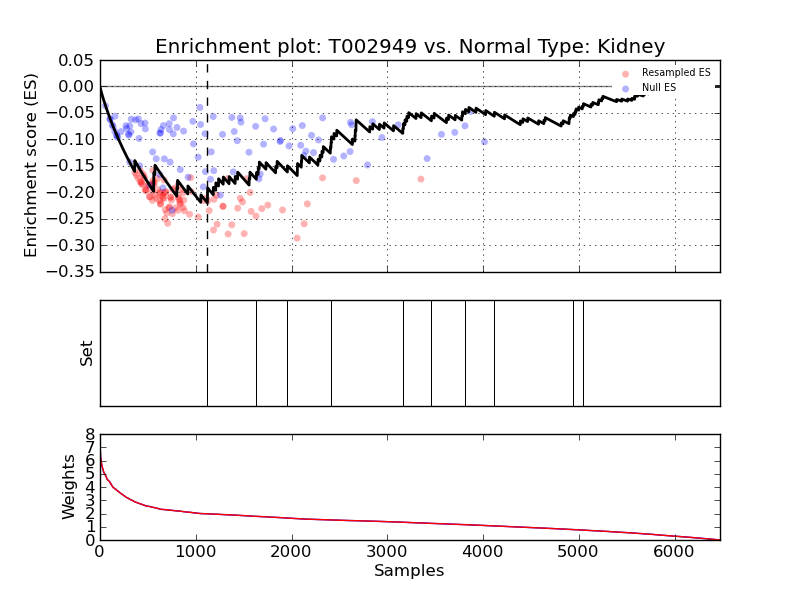 Enrichment plot: T002949 vs. Normal Type: Kidney
Enrichment score (ES)
0.05
0.00
−0.05
−0.10
−0.15
−0.20
−0.25
−0.30
−0.35
Resampled ES
Null ES
Set
Weights
8
7
6
5
4
3
2
1
0
0 1000 2000 3000 4000 5000 6000
Samples